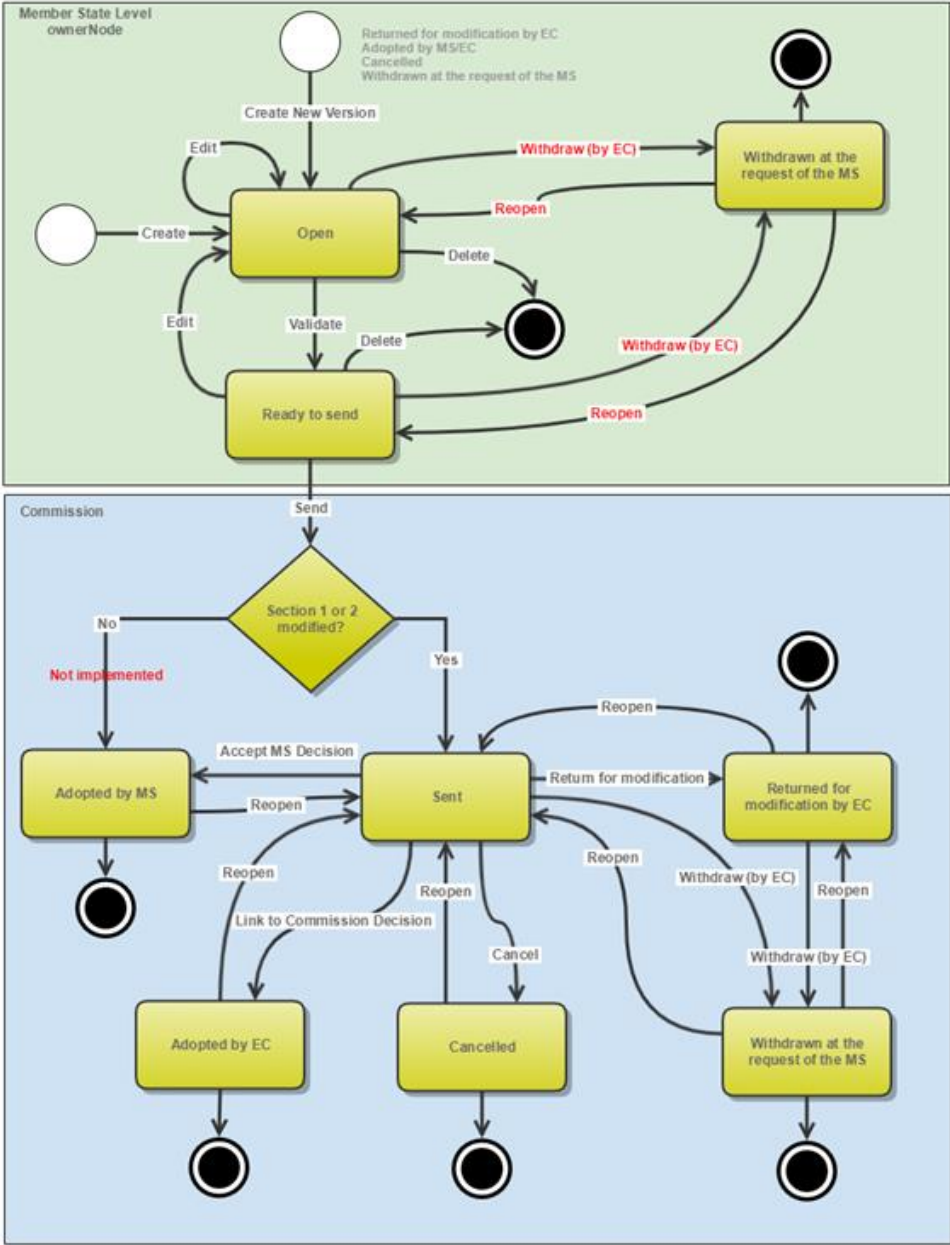 Member State Level
ownerNode
Returned for modification by EC
Adopted by MS/EC
Cancelled
Withdrawn at the request of the MS
Create New Version
Edit
Withdraw (by EC)
Withdrawn at the
request of the MS
Reopen
Create
Open
Delete
Edit
Validate
Delete
Withdraw (by EC)
Ready to send
Reopen
Commission
Send
Section 1 or 2
modified?
No
Yes
Not implemented
Reopen
Accept MS Decision
Adopted by MS
Sent
Return for modification
Returned for
modification by EC
Reopen
Reopen
Reopen
Withdraw (by EC)
Reopen
Reopen
Link to Commission Decision
Cancel
Withdraw (by EC)
Adopted by EC
Cancelled
Withdrawn at the
request of the MS